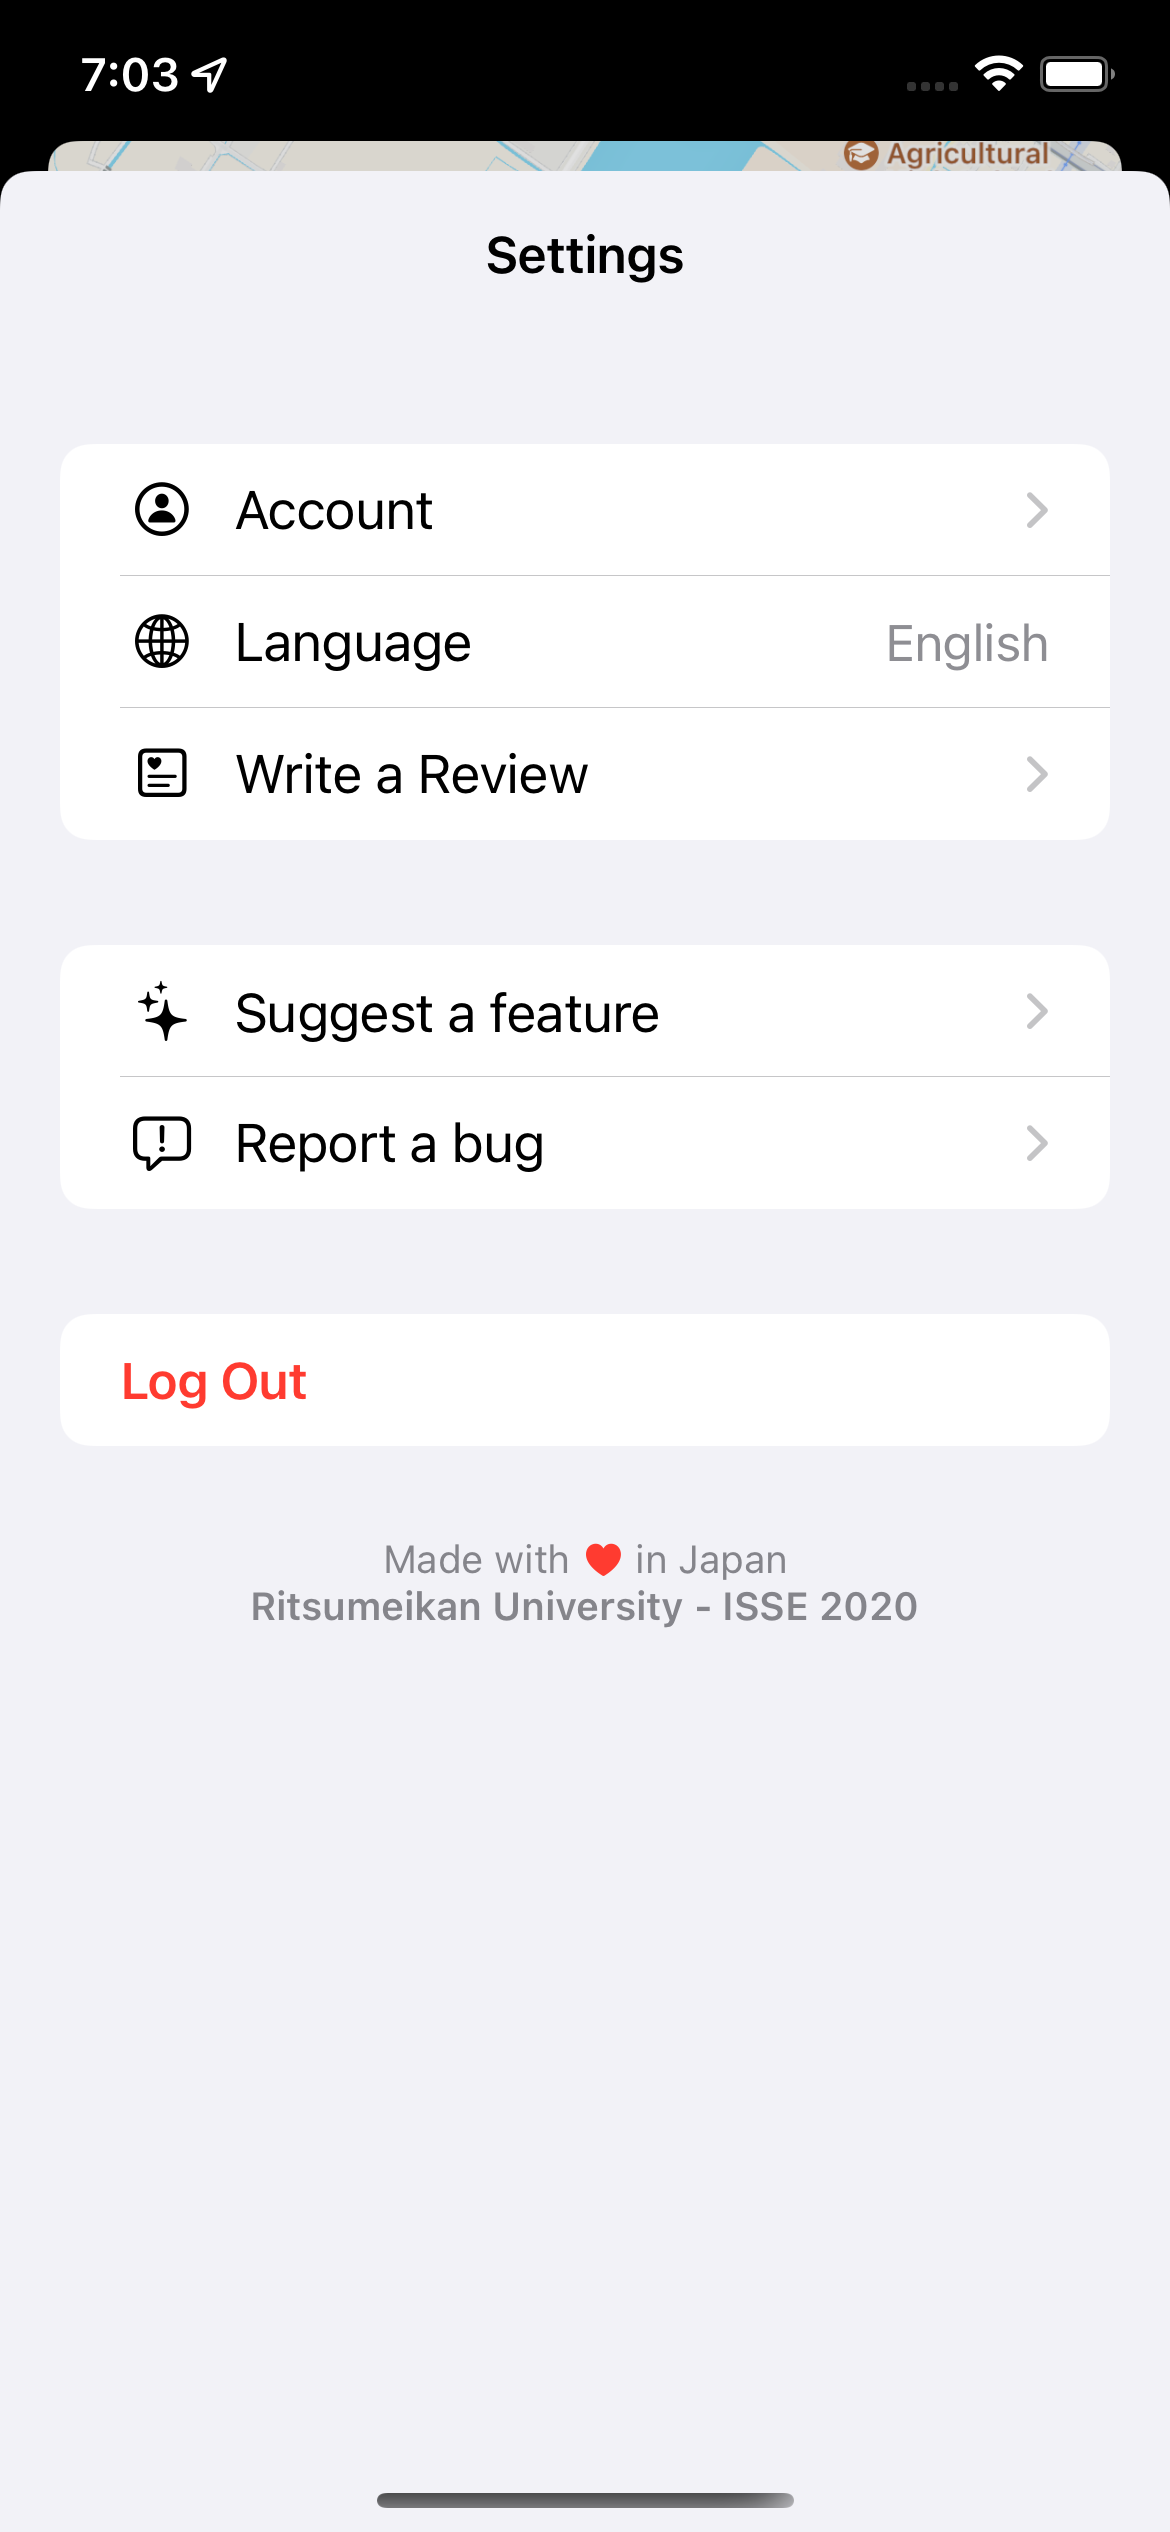 7:03
Agricultural
Settings
Account
Language English
Write a Review
Suggest a feature
Report a bug
Log Out
Made with ❤️ in Japan
Ritsumeikan University - ISSE 2020